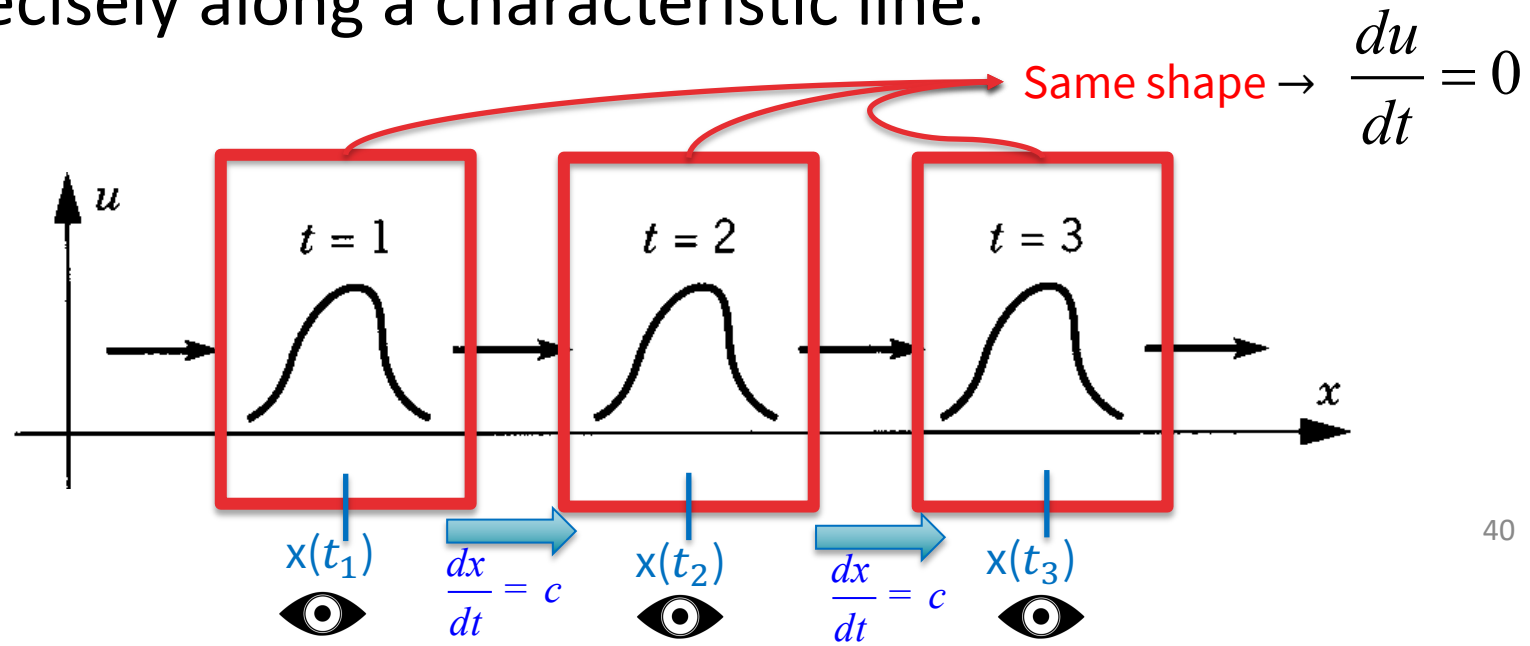 along a characteristic line.
Same shape → du/dt = 0
u
t = 1
t = 2
t = 3
x
x(t₁)
dx/dt = c
x(t₂)
dx/dt = c
x(t₃)
40